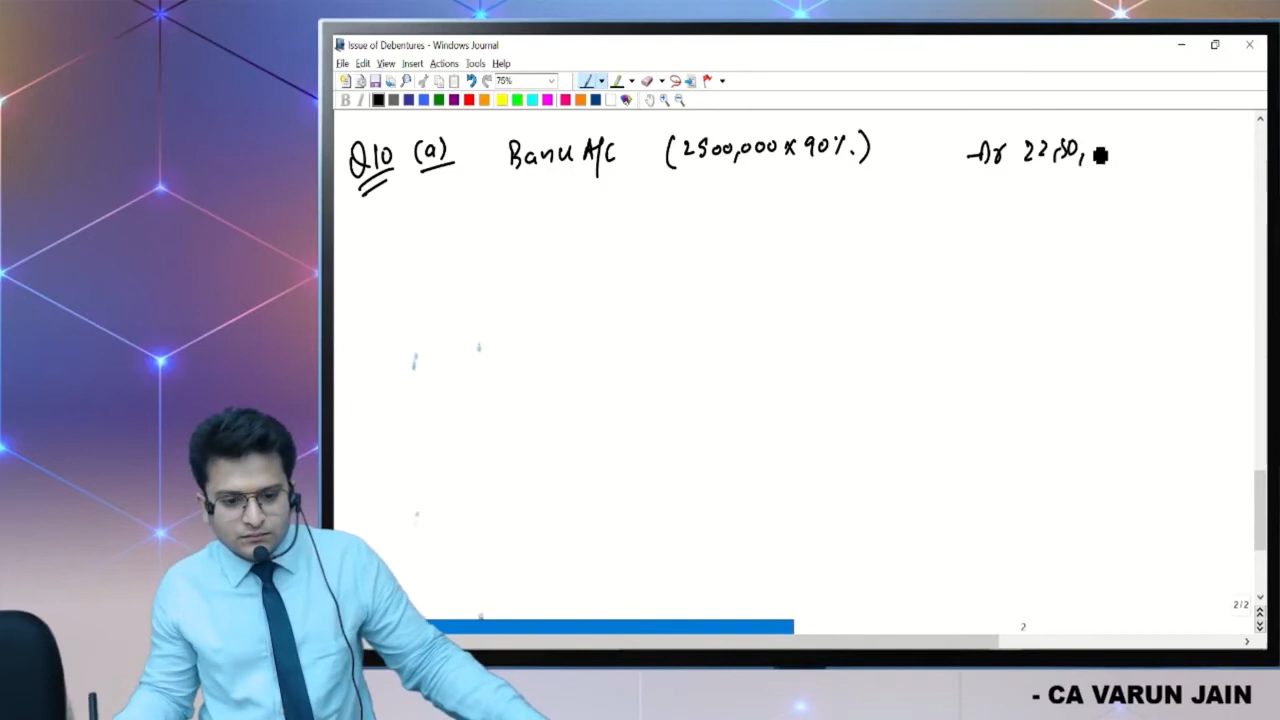 Issue of Debentures - Windows Journal
File Edit View Insert Actions Tools Help
75%
B I
Q10 (a) Bank A/C (2500,000 x 90%.) Dr 22,50,
2/2
2
- CA VARUN JAIN